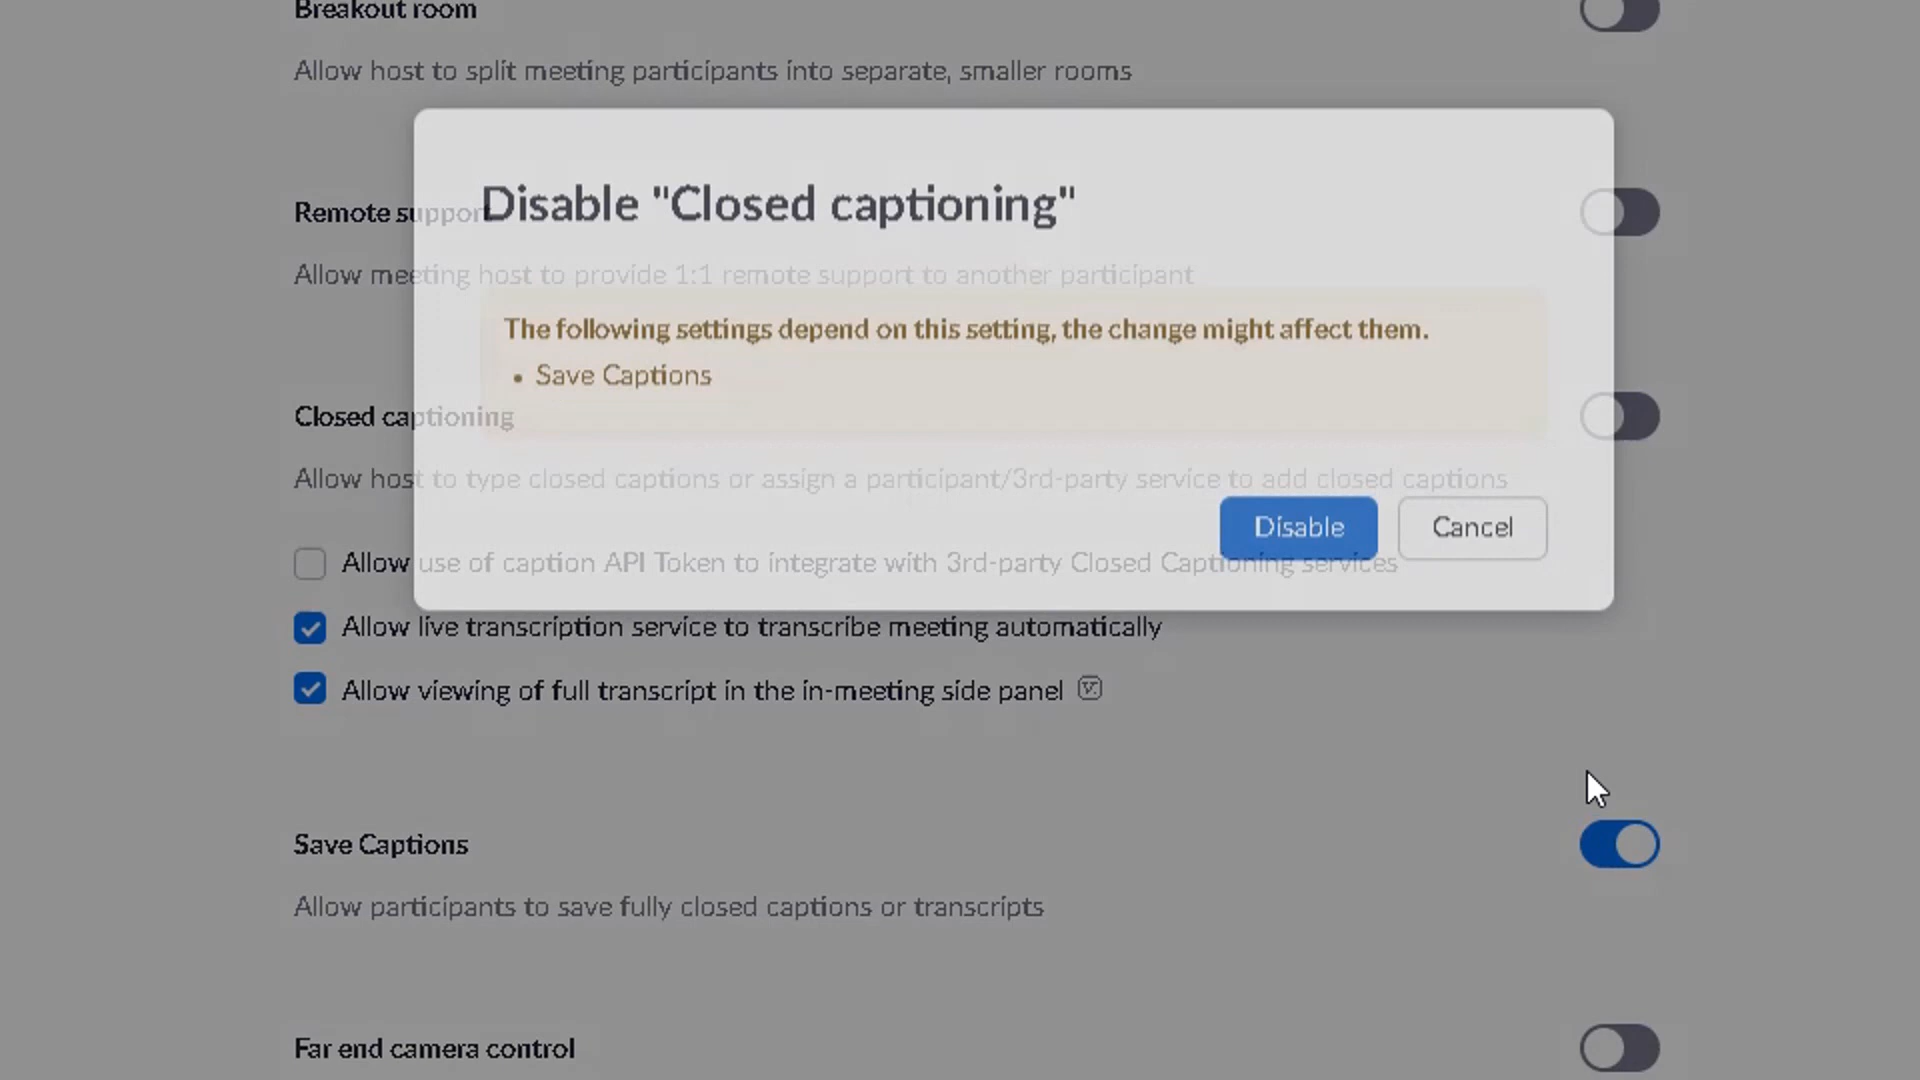 Breakout room
Allow host to split meeting participants into separate, smaller rooms
Disable "Closed captioning"
Remote support
Allow meeting host to provide 1:1 remote support to another participant
The following settings depend on this setting, the change might affect them.
• Save Captions
Closed captioning
Allow host to type closed captions or assign a participant/3rd-party service to add closed captions
Disable
Cancel
Allow use of caption API Token to integrate with 3rd-party Closed Captioning services
Allow live transcription service to transcribe meeting automatically
Allow viewing of full transcript in the in-meeting side panel
Save Captions
Allow participants to save fully closed captions or transcripts
Far end camera control